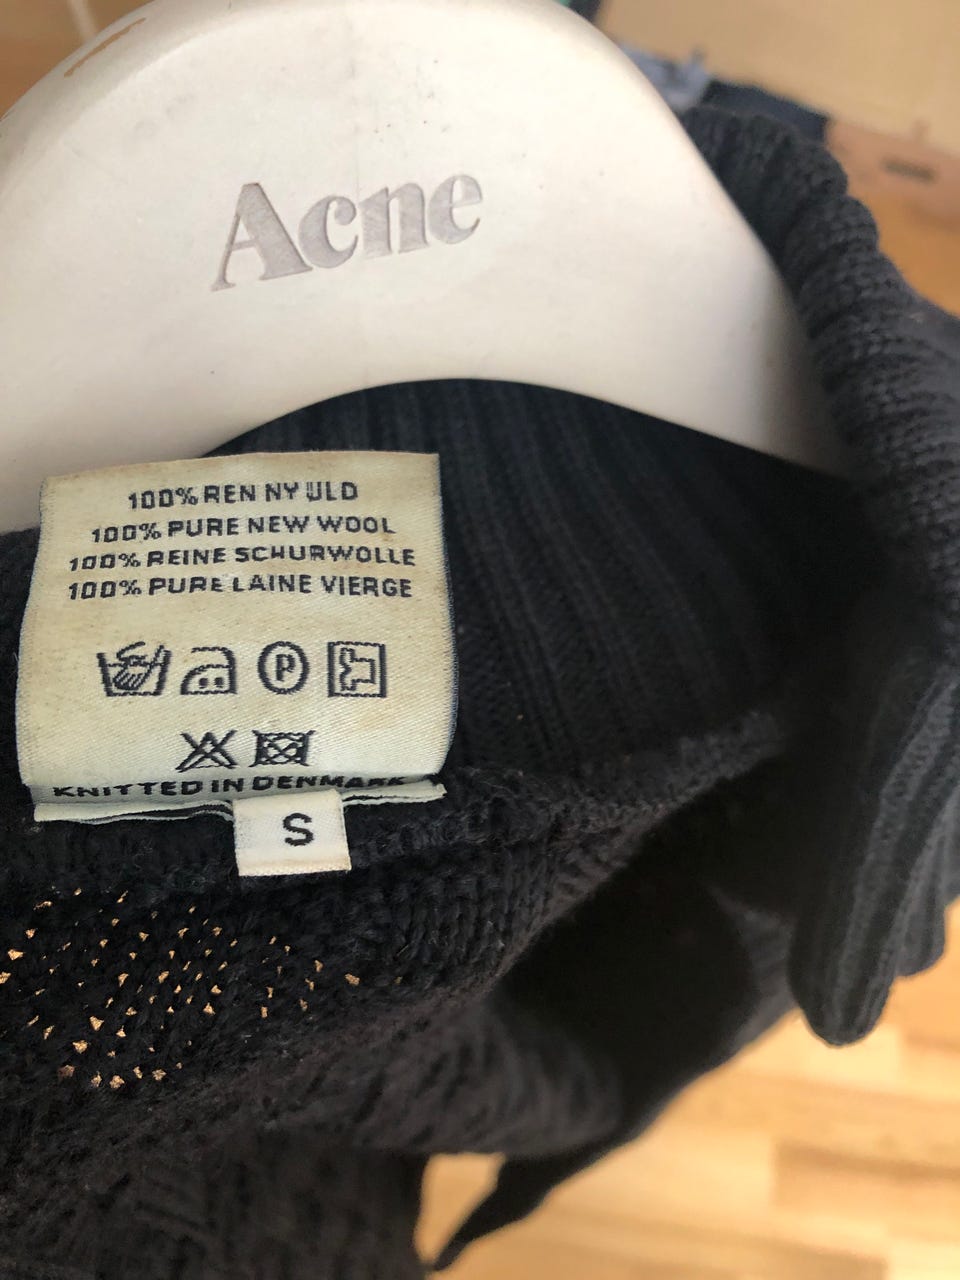 Acne
100% REN NY ULD
100% PURE NEW WOOL
100% REINE SCHURWOLLE
100% PURE LAINE VIERGE
P
KNITTED IN DENMARK
S